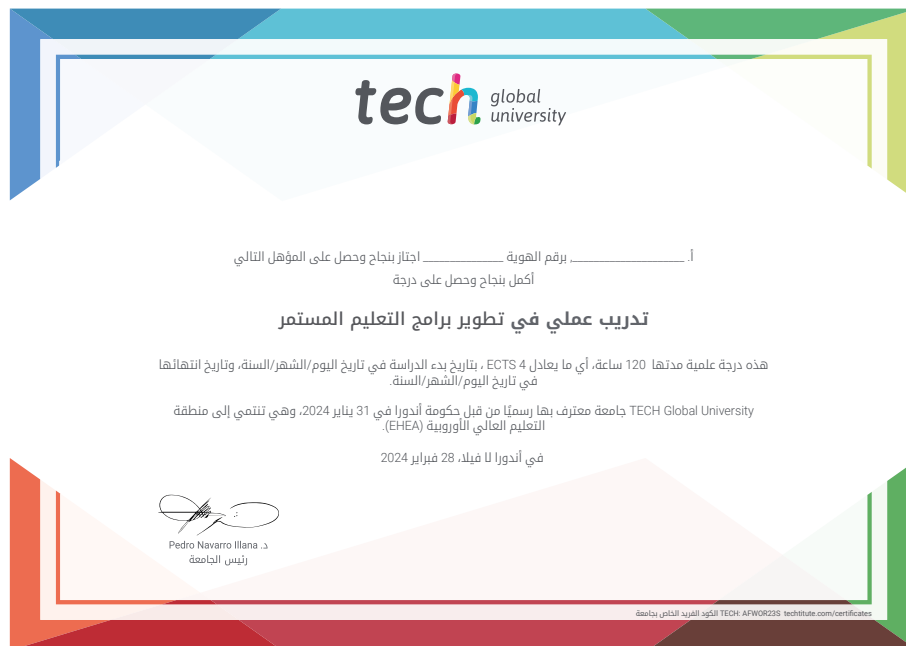 tech global university
أ. ____________________, برقم الهوية ______________ اجتاز بنجاح وحصل على المؤهل التالي
أكمل بنجاح وحصل على درجة
تدريب عملي في تطوير برامج التعليم المستمر
هذه درجة علمية مدتها 120 ساعة، أي ما يعادل 4 ECTS ، بتاريخ بدء الدراسة في تاريخ اليوم/الشهر/السنة، وتاريخ انتهائها
في تاريخ اليوم/الشهر/السنة.
TECH Global University جامعة معترف بها رسميًا من قبل حكومة أندورا في 31 يناير 2024، وهي تنتمي إلى منطقة
التعليم العالي الأوروبية (EHEA).
في أندورا لا فيلا، 28 فبراير 2024
د. Pedro Navarro Illana
رئيس الجامعة
الكود الفريد الخاص بجامعة TECH: AFWOR23S techtitute.com/certificates